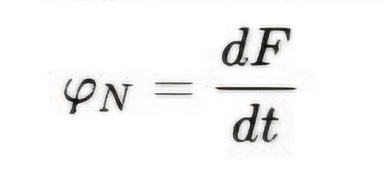 φ_N = dF/dt